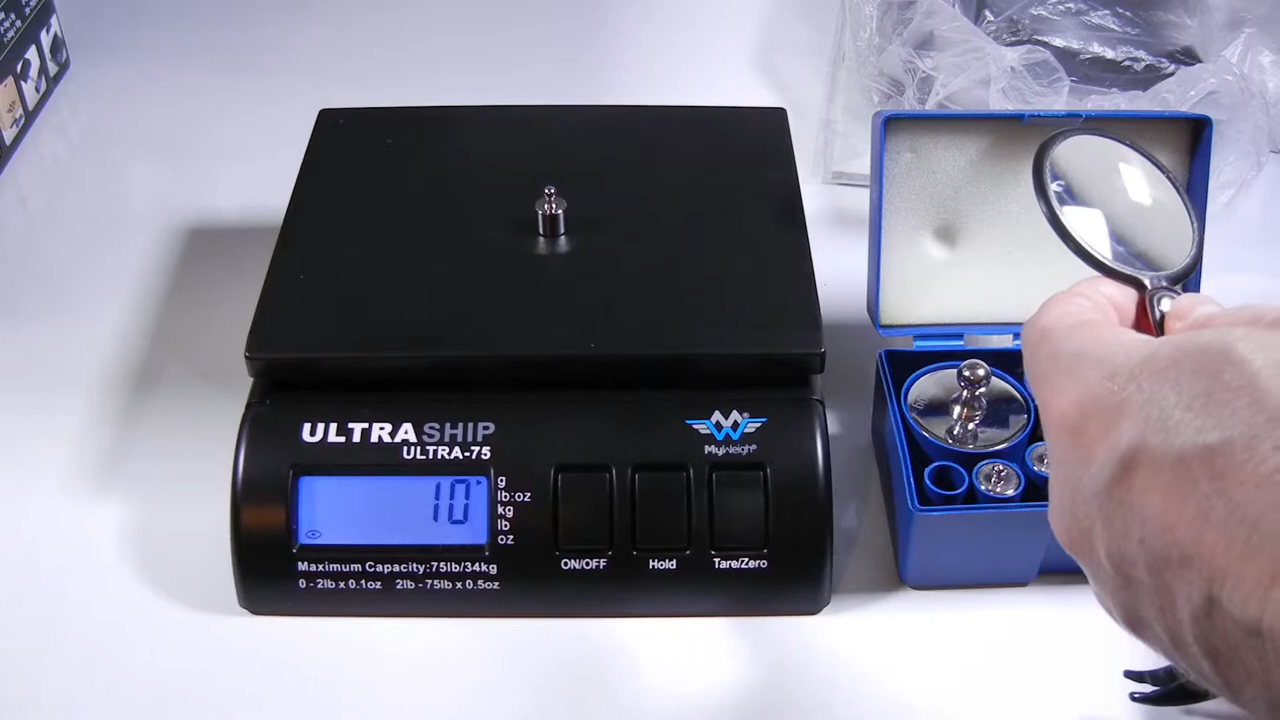 ULTRASHIP
ULTRA-75
MW®
MyWeigh®
10
g
lb:oz
kg
lb
oz
ON/OFF
Hold
Tare/Zero
Maximum Capacity:75lb/34kg
0 - 2lb x 0.1oz 2lb - 75lb x 0.5oz